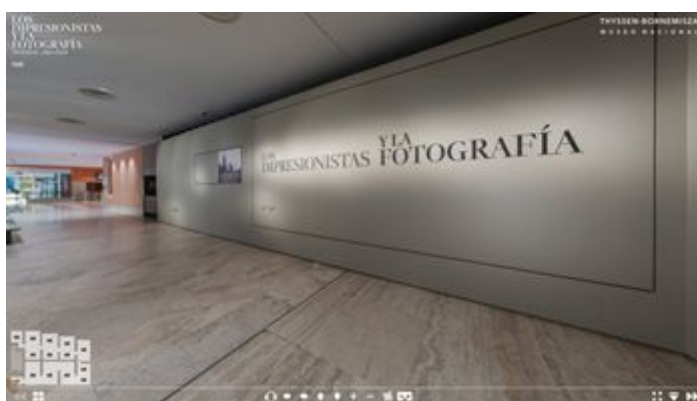 LOS
IMPRESIONISTAS
Y LA
FOTOGRAFÍA
THYSSEN-BORNEMISZA
MUSEO NACIONAL
LOS
IMPRESIONISTAS
Y LA
FOTOGRAFÍA